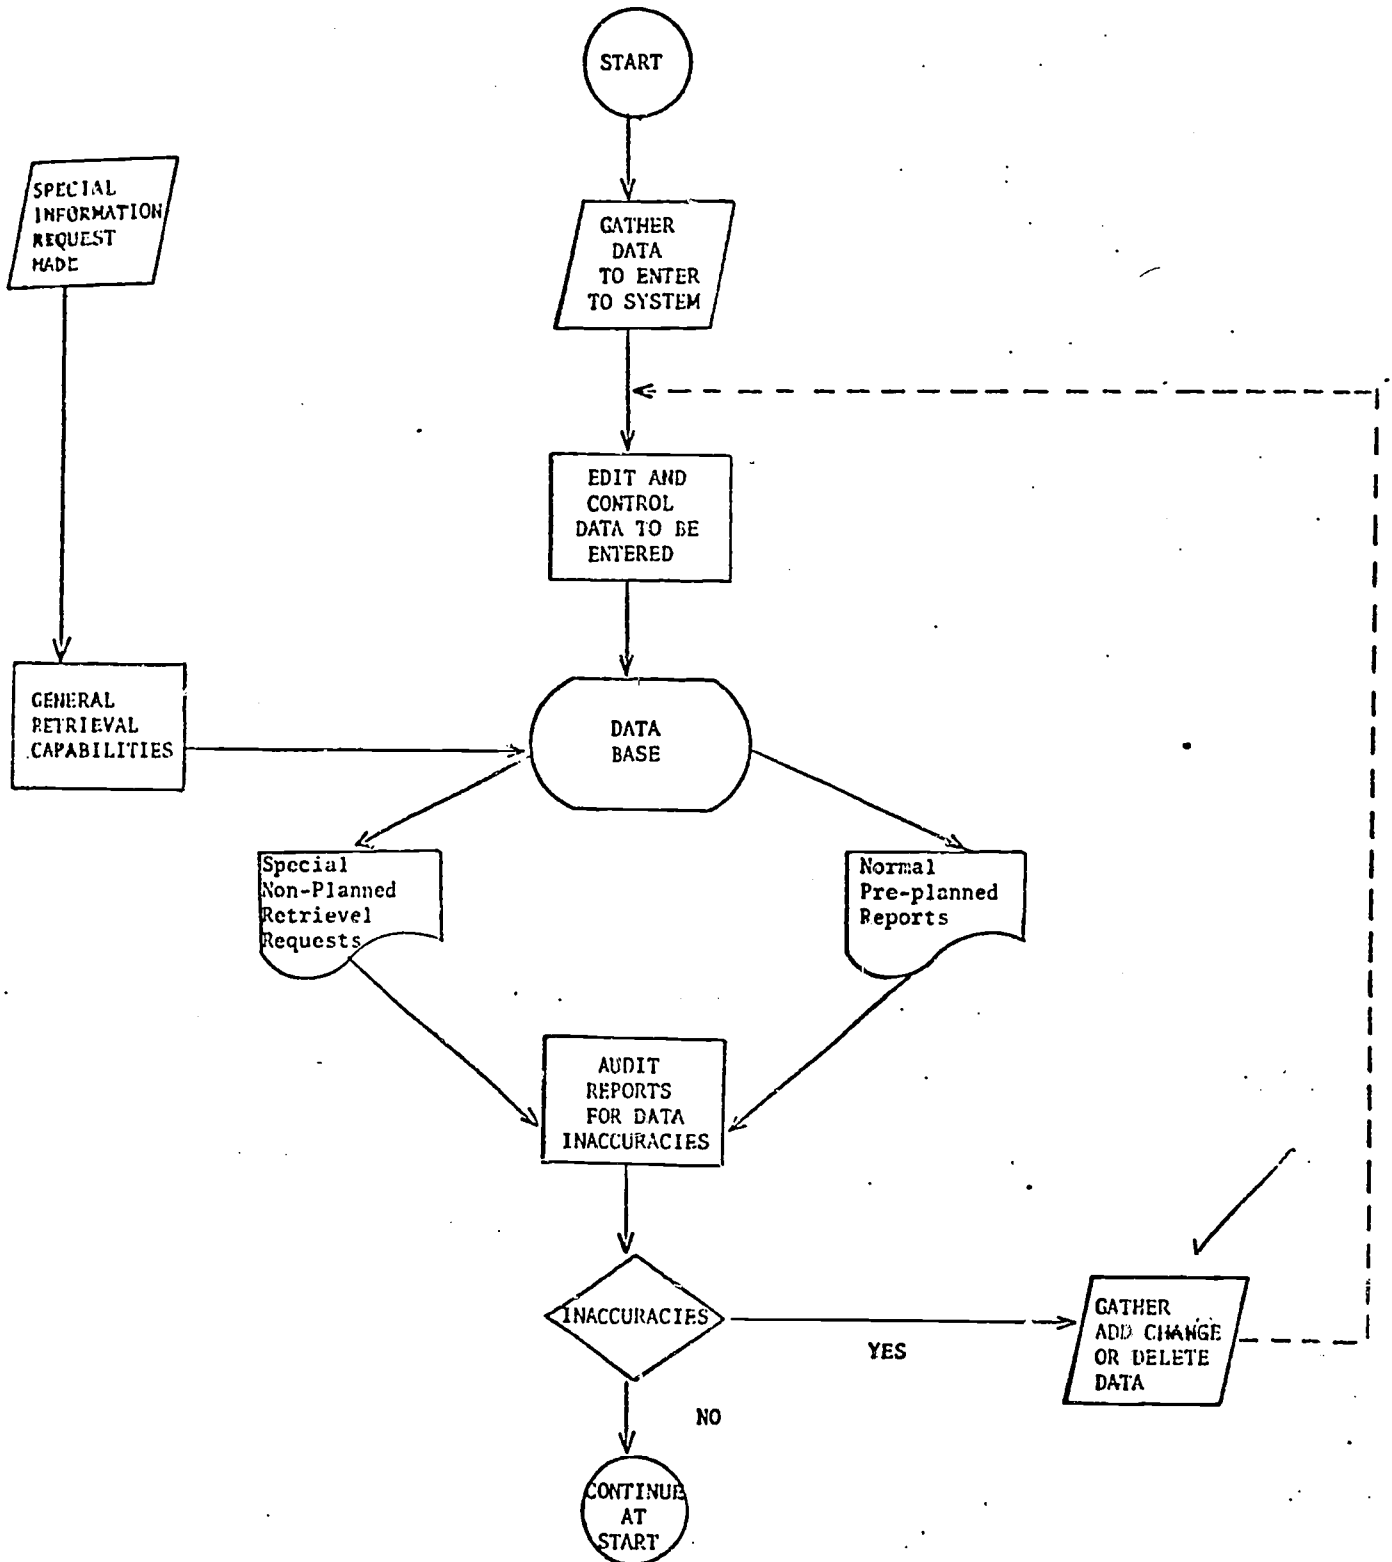 START
SPECIAL
INFORMATION
REQUEST
MADE
GATHER
DATA
TO ENTER
TO SYSTEM
EDIT AND
CONTROL
DATA TO BE
ENTERED
GENERAL
RETRIEVAL
CAPABILITIES
DATA
BASE
Special
Non-Planned
Retrievel
Requests
Normal
Pre-planned
Reports
AUDIT
REPORTS
FOR DATA
INACCURACIES
INACCURACIES
YES
GATHER
ADD CHANGE
OR DELETE
DATA
NO
CONTINUE
AT
START